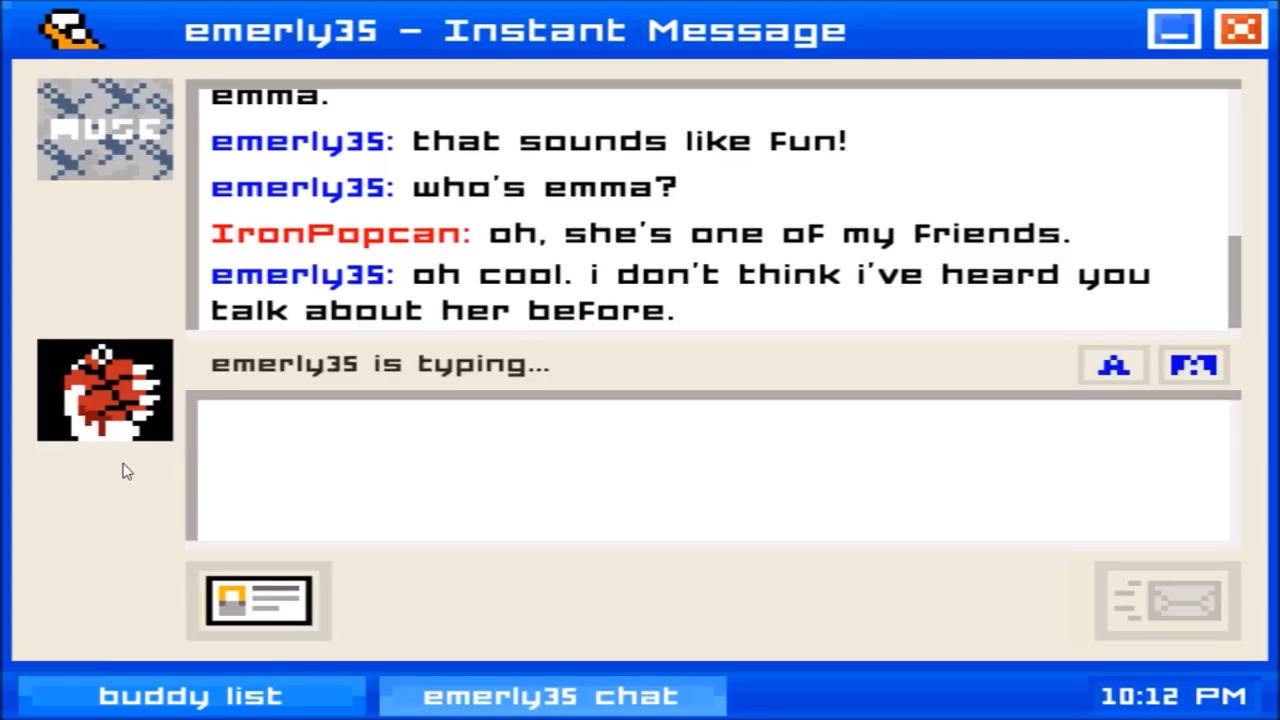 emerly35 - Instant Message
emma.
MUSE
emerly35: that sounds like fun!
emerly35: who's emma?
IronPopcan: oh, she's one of my friends.
emerly35: oh cool. i don't think i've heard you
talk about her before.
emerly35 is typing...
A
buddy list
emerly35 chat
10:12 PM